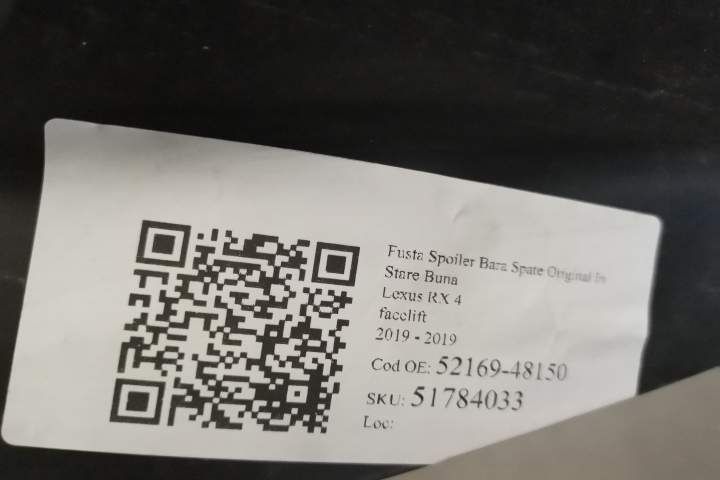 Fusta Spoiler Bara Spate Original In
Stare Buna
Lexus RX 4
facelift
2019 - 2019
Cod OE: 52169-48150
SKU: 51784033
Loc: